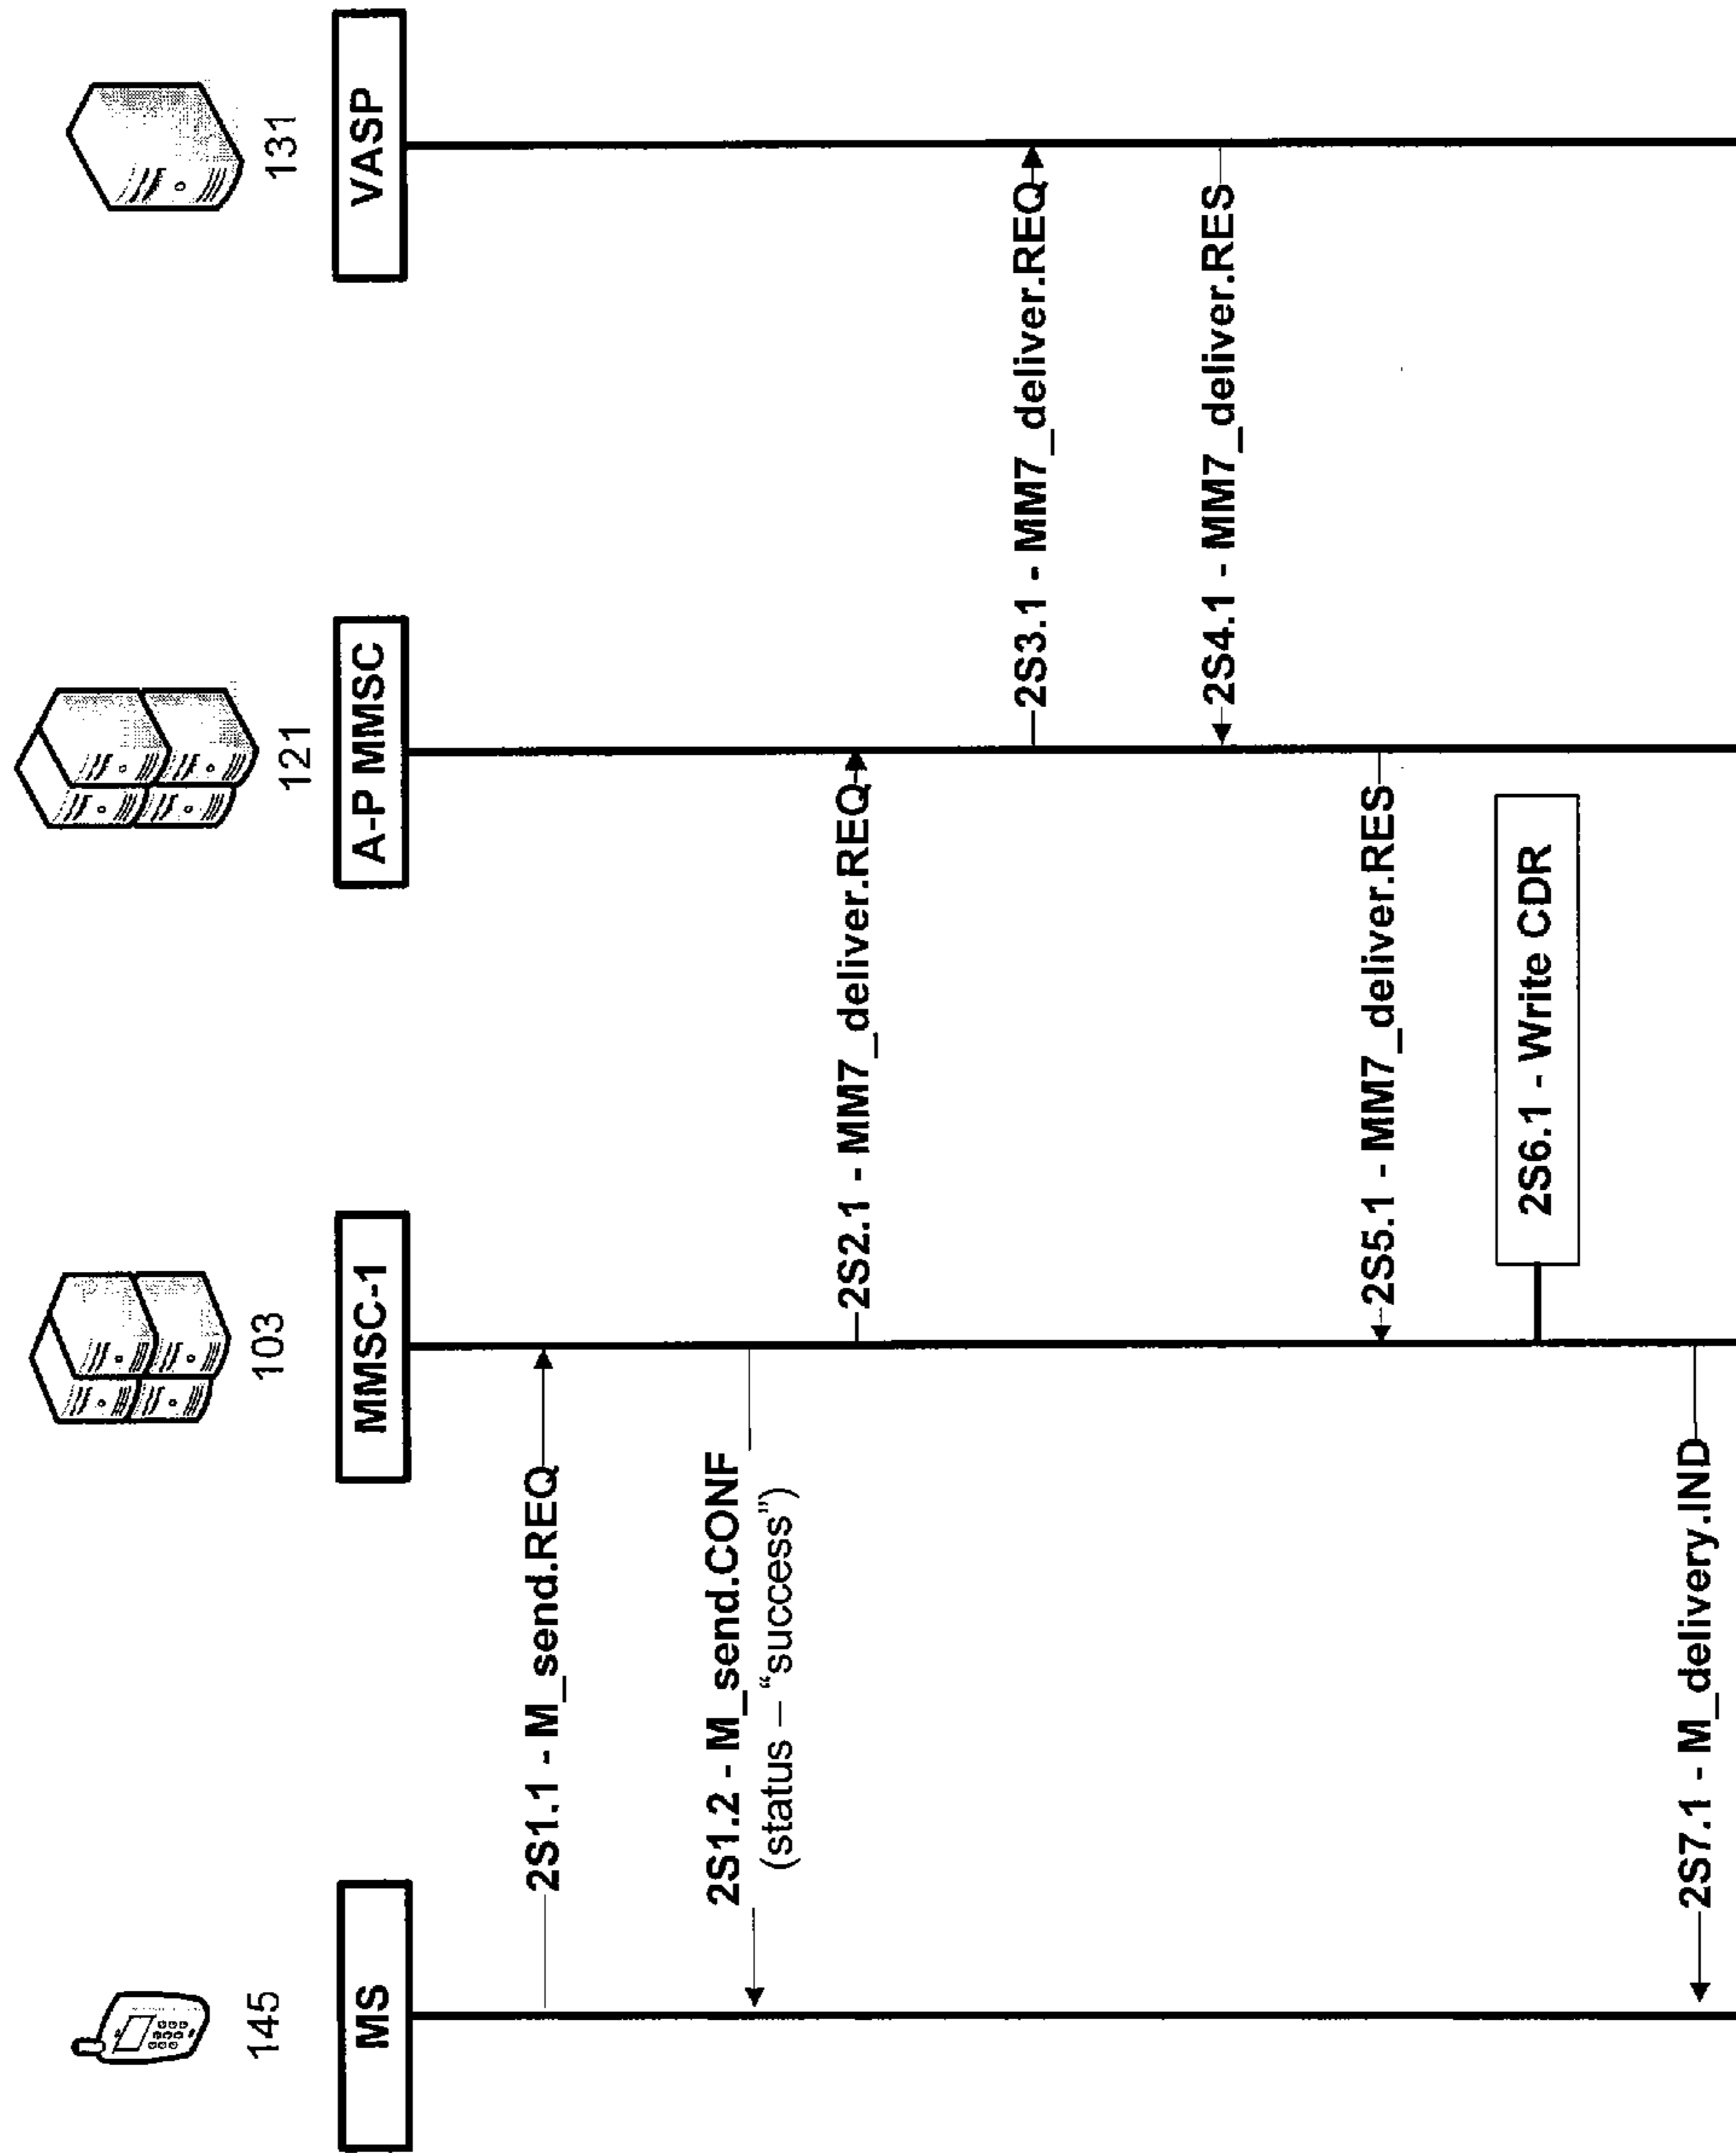 145
103
121
131
MS
MMSC-1
A-P MMSC
VASP
2S1.1 - M_send.REQ
2S1.2 - M_send.CONF
(status – “success”)
2S2.1 - MM7_deliver.REQ
2S3.1 - MM7_deliver.REQ
2S4.1 - MM7_deliver.RES
2S5.1 - MM7_deliver.RES
2S6.1 - Write CDR
2S7.1 - M_delivery.IND